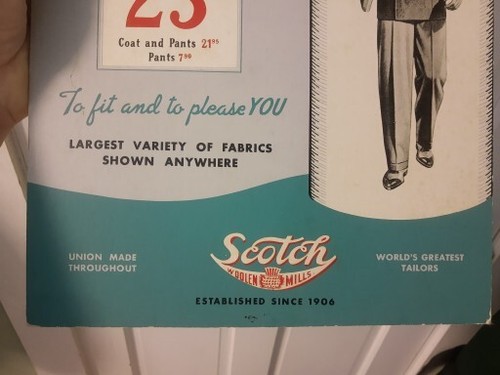 23
Coat and Pants 21⁹⁵
Pants 7⁹⁰
To fit and to please YOU
LARGEST VARIETY OF FABRICS
SHOWN ANYWHERE
UNION MADE
THROUGHOUT
Scotch
WOOLEN MILLS
ESTABLISHED SINCE 1906
WORLD'S GREATEST
TAILORS